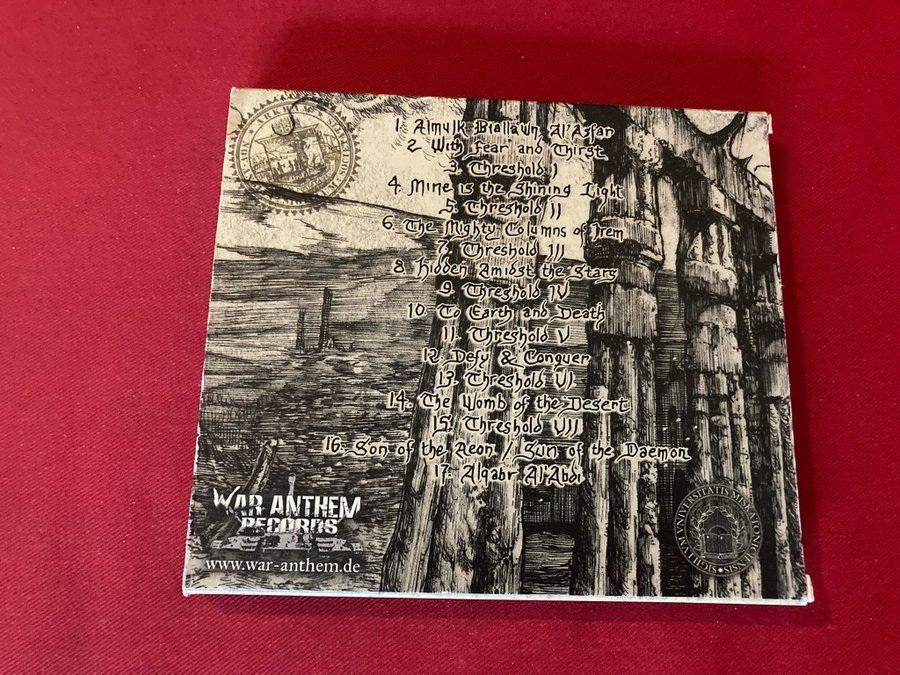 1. Almulk Biallawn Al'Asfar
2. With Fear and Thirst
3. Threshold I
4. Mine is the Shining Light
5. Threshold II
6. The Mighty Columns of Irem
7. Threshold III
8. Hidden Amidst the Stars
9. Threshold IV
10. To Earth and Death
11. Threshold V
12. Defy & Conquer
13. Threshold VI
14. The Womb of the Desert
15. Threshold VII
16. Son of the Aeon / Sun of the Daemon
17. Alqabr Al'Abdi
WAR ANTHEM
RECORDS
www.war-anthem.de
SIGILLVM UNIVERSITATIS MISKATONICENSIS